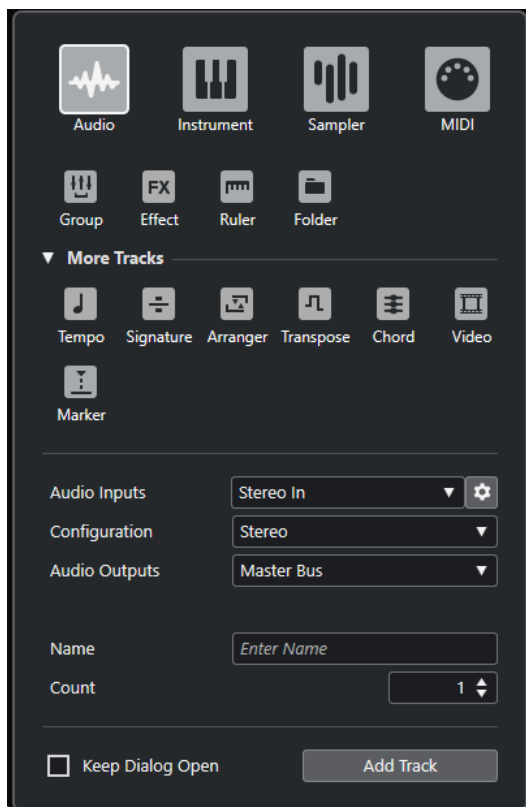 Audio Instrument Sampler MIDI
FX
Group Effect Ruler Folder
▼ More Tracks
Tempo Signature Arranger Transpose Chord Video
Marker
Audio Inputs Stereo In
Configuration Stereo
Audio Outputs Master Bus
Name Enter Name
Count 1
Keep Dialog Open Add Track